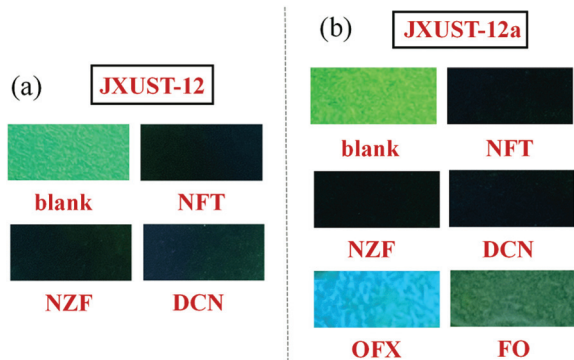 (a)
JXUST-12
blank
NFT
NZF
DCN
(b)
JXUST-12a
blank
NFT
NZF
DCN
OFX
FO